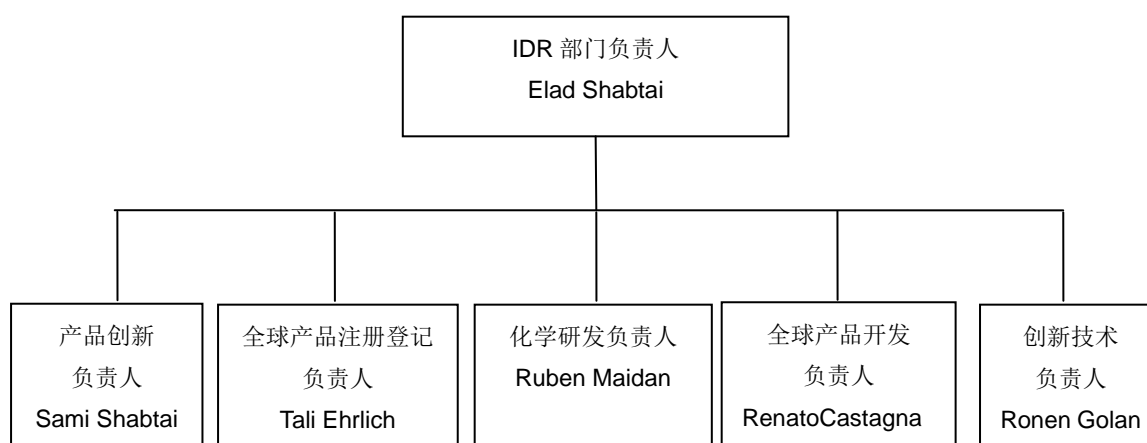 IDR 部门负责人
Elad Shabtai
产品创新
负责人
Sami Shabtai
全球产品注册登记
负责人
Tali Ehrlich
化学研发负责人
Ruben Maidan
全球产品开发
负责人
RenatoCastagna
创新技术
负责人
Ronen Golan